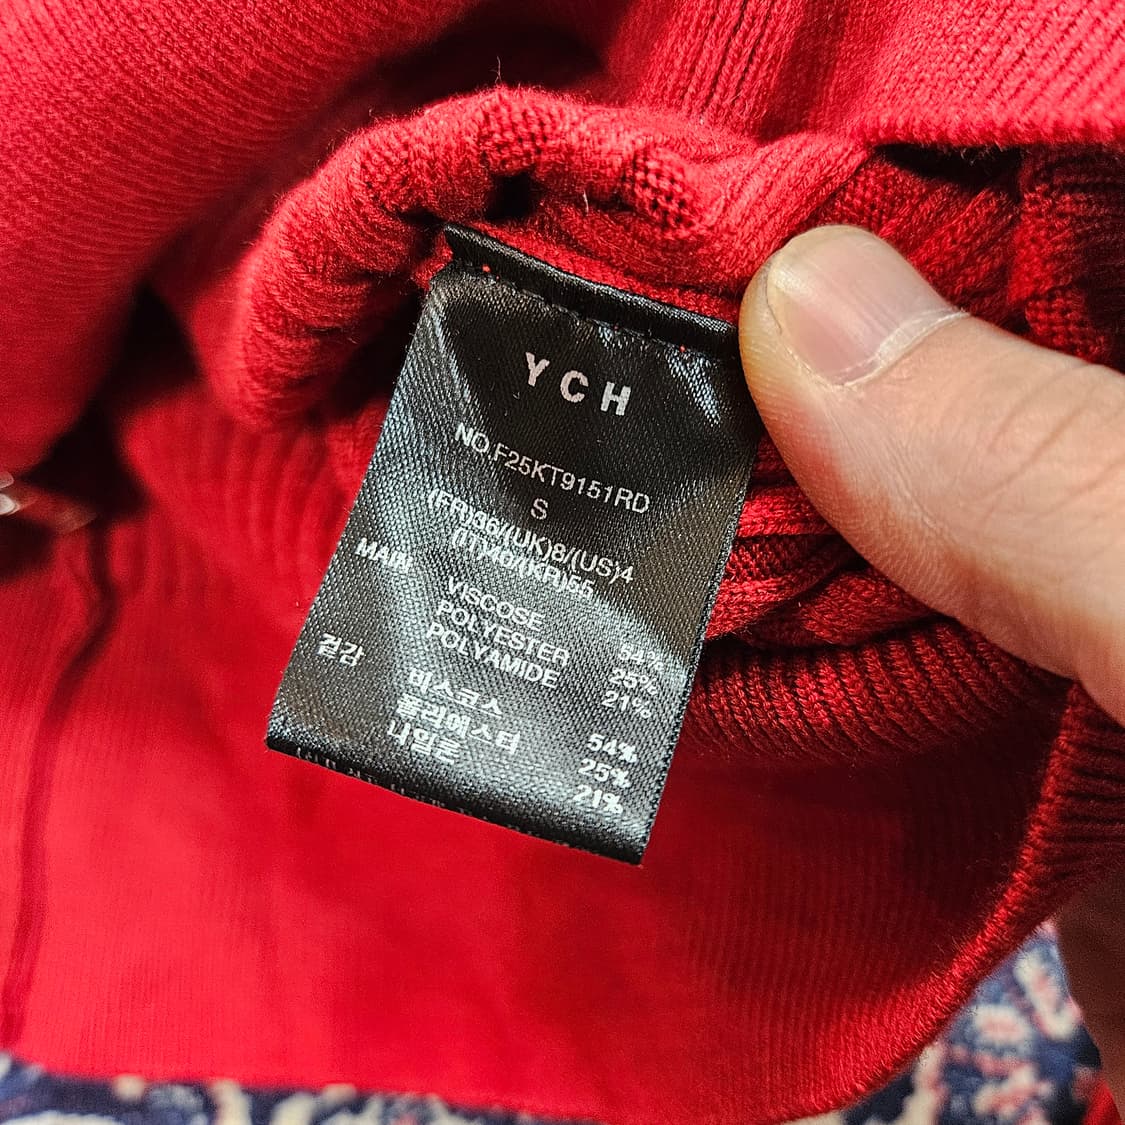 YCH
NO.F25KT9151RD
S
(FR)36/(UK)8/(US)4
(IT)40/(KR)55
MAIN
VISCOSE 54%
POLYESTER 25%
POLYAMIDE 21%
겉감
비스코스 54%
폴리에스터 25%
나일론 21%